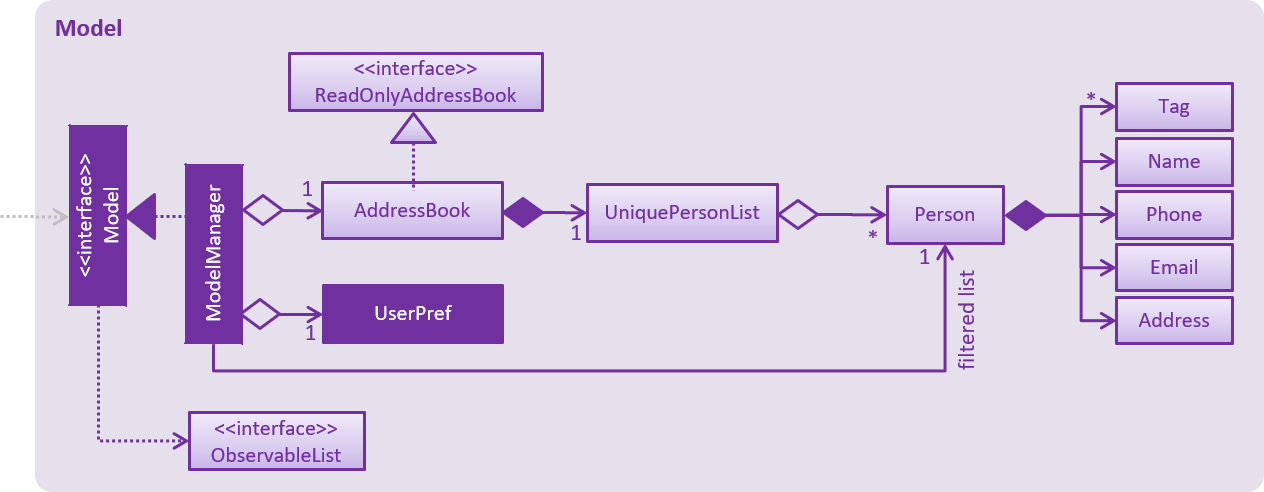 Model
<<interface>>
ReadOnlyAddressBook
<<interface>>
Model
ModelManager
1
AddressBook
1
UniquePersonList
*
Person
1
filtered list
*
Tag
Name
Phone
Email
Address
1
UserPref
<<interface>>
ObservableList